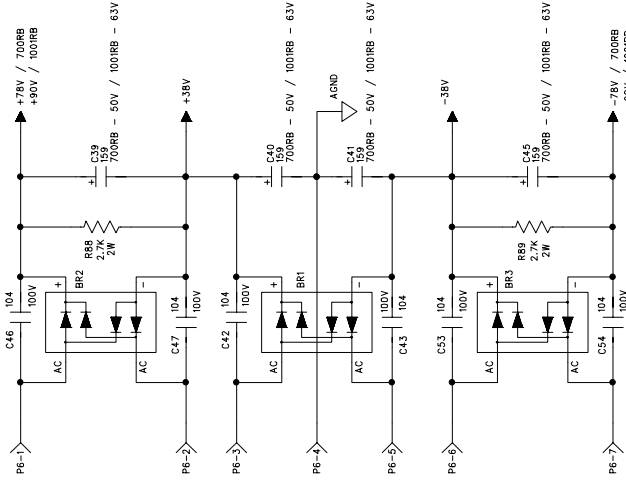 P6-1
C46
104
100V
+78V / 700RB
+90V / 1001RB
R88
2.7K
2W
C39
159
700RB - 50V / 1001RB - 63V
AC
+
BR2
-
AC
+
P6-2
C47
104
100V
+38V
P6-3
C42
104
100V
C40
159
700RB - 50V / 1001RB - 63V
+
AC
+
BR1
-
AC
P6-4
AGND
C41
159
700RB - 50V / 1001RB - 63V
+
P6-5
C43
100V
104
P6-6
C53
104
100V
-38V
R89
2.7K
2W
C45
159
700RB - 50V / 1001RB - 63V
+
AC
+
BR3
-
AC
P6-7
C54
104
100V
-78V / 700RB